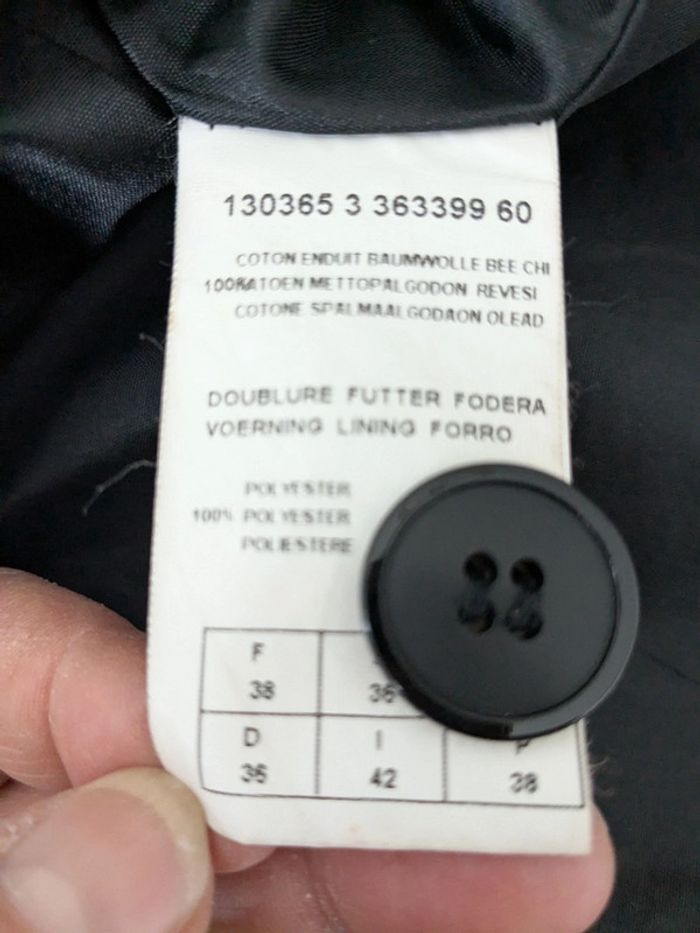 130365 3 363399 60
COTON ENDUIT BAUMWOLLE BEE CHI
100% KATOEN METTOPALGODON REVESI
COTONE SPALMAALGODAON OLEAD
DOUBLURE FUTTER FODERA
VOERNING LINING FORRO
POLYESTER
100% POLYESTER
POLIESTERE
F
38 36
D I P
36 42 38